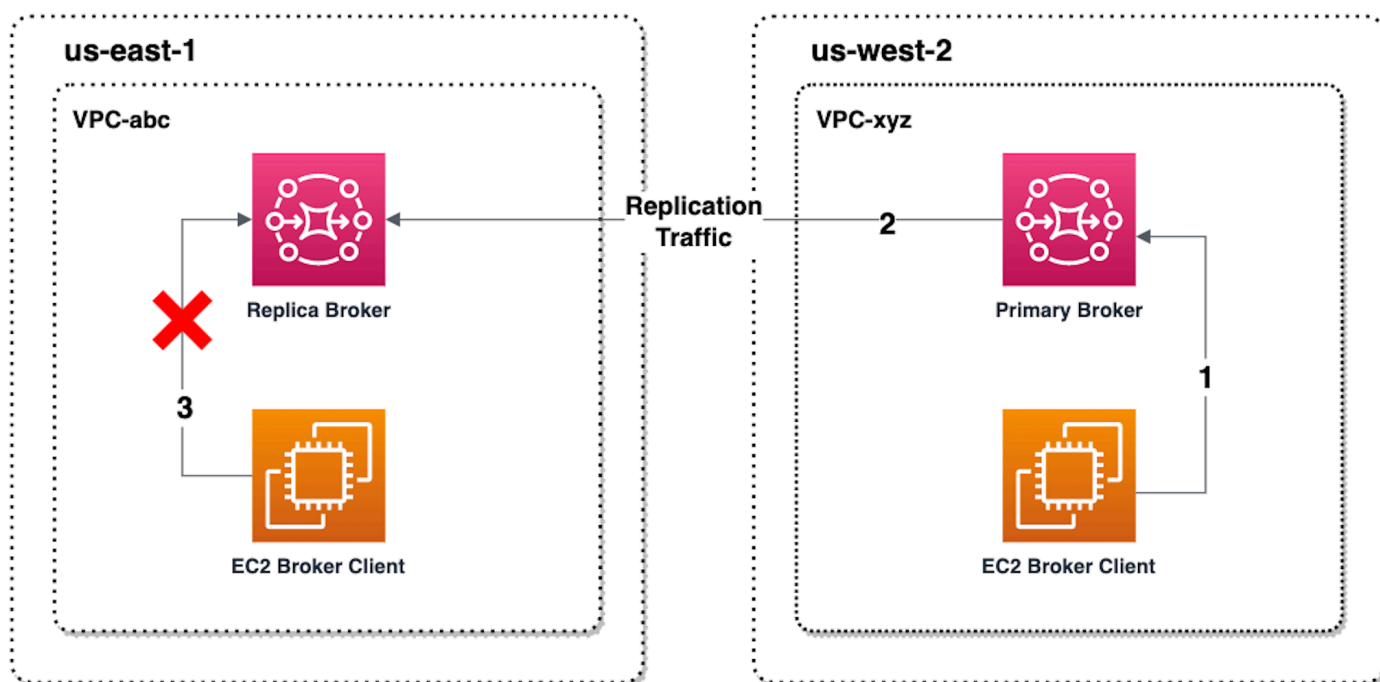 us-east-1
VPC-abc
Replica Broker
3
EC2 Broker Client
Replication
Traffic
2
us-west-2
VPC-xyz
Primary Broker
1
EC2 Broker Client